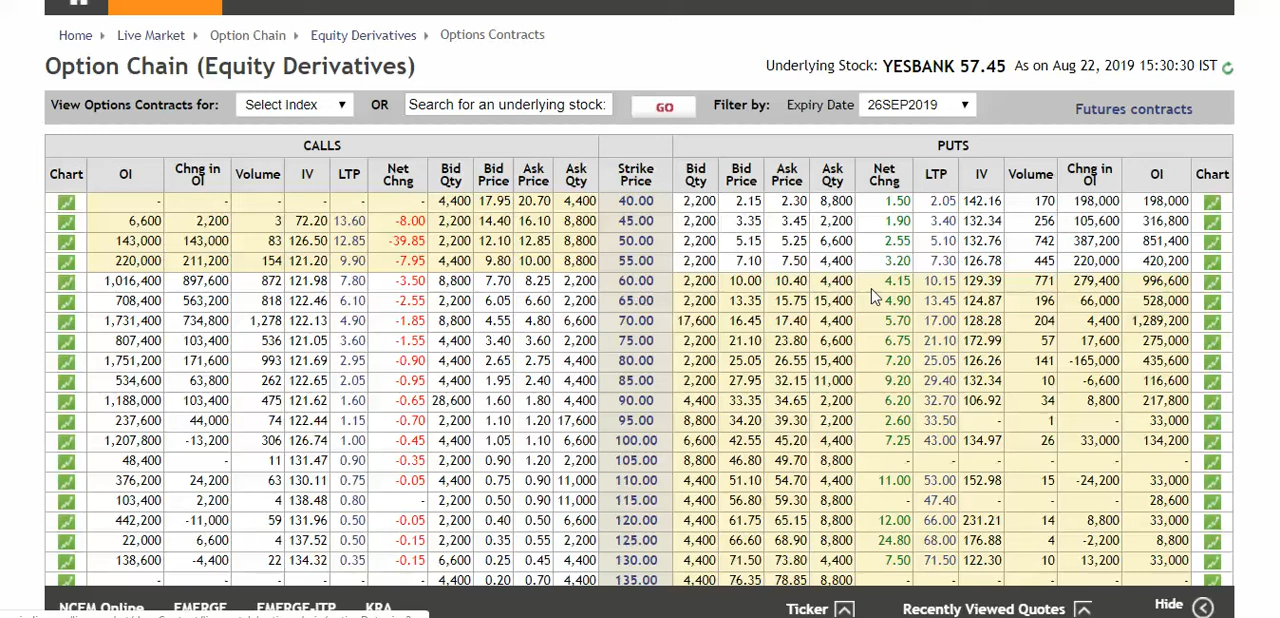 Home Live Market Option Chain Equity Derivatives Options Contracts
Option Chain (Equity Derivatives)
Underlying Stock: YESBANK 57.45 As on Aug 22, 2019 15:30:30 IST
View Options Contracts for: Select Index OR Search for an underlying stock: GO Filter by: Expiry Date 26SEP2019 Futures contracts
CALLS PUTS
Chart OI Chng in OI Volume IV LTP Net Chng Bid Qty Bid Price Ask Price Ask Qty Strike Price Bid Qty Bid Price Ask Price Ask Qty Net Chng LTP IV Volume Chng in OI OI Chart
- - - - - - 4,400 17.95 20.70 4,400 40.00 2,200 2.15 2.30 8,800 1.50 2.05 142.16 170 198,000 198,000
6,600 2,200 3 72.20 13.60 -8.00 2,200 14.40 16.10 8,800 45.00 2,200 3.35 3.45 2,200 1.90 3.40 132.34 256 105,600 316,800
143,000 143,000 83 126.50 12.85 -39.85 2,200 12.10 12.85 8,800 50.00 2,200 5.15 5.25 6,600 2.55 5.10 132.76 742 387,200 851,400
220,000 211,200 154 121.20 9.90 -7.95 4,400 9.80 10.00 8,800 55.00 2,200 7.10 7.50 4,400 3.20 7.30 126.78 445 220,000 420,200
1,016,400 897,600 872 121.98 7.80 -3.50 8,800 7.70 8.25 2,200 60.00 2,200 10.00 10.40 4,400 4.15 10.15 129.39 771 279,400 996,600
708,400 563,200 818 122.46 6.10 -2.55 2,200 6.05 6.60 2,200 65.00 2,200 13.35 15.75 15,400 4.90 13.45 124.87 196 66,000 528,000
1,731,400 734,800 1,278 122.13 4.90 -1.85 8,800 4.55 4.80 6,600 70.00 17,600 16.45 17.40 4,400 5.70 17.00 128.28 204 4,400 1,289,200
807,400 103,400 536 121.05 3.60 -1.55 4,400 3.40 3.60 2,200 75.00 2,200 21.10 23.80 6,600 6.75 21.10 172.99 57 17,600 275,000
1,751,200 171,600 993 121.69 2.95 -0.90 4,400 2.65 2.75 4,400 80.00 2,200 25.05 26.55 15,400 7.20 25.05 126.26 141 -165,000 435,600
534,600 63,800 262 122.65 2.05 -0.95 4,400 1.95 2.40 4,400 85.00 2,200 27.95 32.15 11,000 9.20 29.40 132.34 10 -6,600 116,600
1,188,000 103,400 475 121.62 1.60 -0.65 28,600 1.60 1.80 4,400 90.00 4,400 33.35 34.65 2,200 6.20 32.70 106.92 34 8,800 217,800
237,600 44,000 74 122.44 1.15 -0.70 2,200 1.10 1.20 17,600 95.00 8,800 34.20 39.30 2,200 2.60 33.50 - 1 - 33,000
1,207,800 -13,200 306 126.74 1.00 -0.45 4,400 1.05 1.10 6,600 100.00 6,600 42.55 45.20 4,400 7.25 43.00 134.97 26 33,000 134,200
48,400 - 11 131.47 0.90 -0.35 2,200 0.90 1.20 2,200 105.00 8,800 46.80 49.70 8,800 - - - - - -
376,200 24,200 63 130.11 0.75 -0.05 4,400 0.75 0.90 11,000 110.00 4,400 51.10 54.70 4,400 11.00 53.00 152.98 15 -24,200 33,000
103,400 2,200 4 138.48 0.80 - 2,200 0.50 0.90 11,000 115.00 4,400 56.80 59.30 8,800 - 47.40 - - - 28,600
442,200 -11,000 59 131.96 0.50 -0.05 2,200 0.40 0.50 6,600 120.00 4,400 61.75 65.15 8,800 12.00 66.00 231.21 14 8,800 33,000
22,000 6,600 4 137.52 0.50 -0.15 2,200 0.35 0.55 2,200 125.00 4,400 66.60 68.90 8,800 24.80 68.00 176.88 4 -2,200 8,800
138,600 -4,400 22 134.32 0.35 -0.15 6,600 0.25 0.45 4,400 130.00 4,400 71.50 73.80 4,400 7.50 71.50 122.30 10 13,200 33,000
- - - - - - 4,400 0.20 0.70 4,400 135.00 4,400 76.35 78.85 8,800 - - - - - -
NCFM Online EMERGE EMERGE-ITP KRA Ticker Recently Viewed Quotes Hide